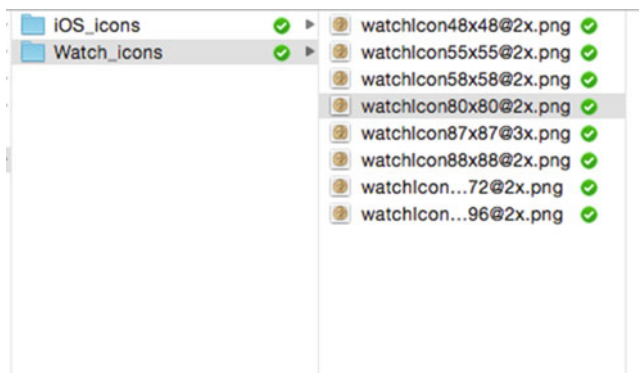 iOS_icons
Watch_icons
watchIcon48x48@2x.png
watchIcon55x55@2x.png
watchIcon58x58@2x.png
watchIcon80x80@2x.png
watchIcon87x87@3x.png
watchIcon88x88@2x.png
watchIcon...72@2x.png
watchIcon...96@2x.png